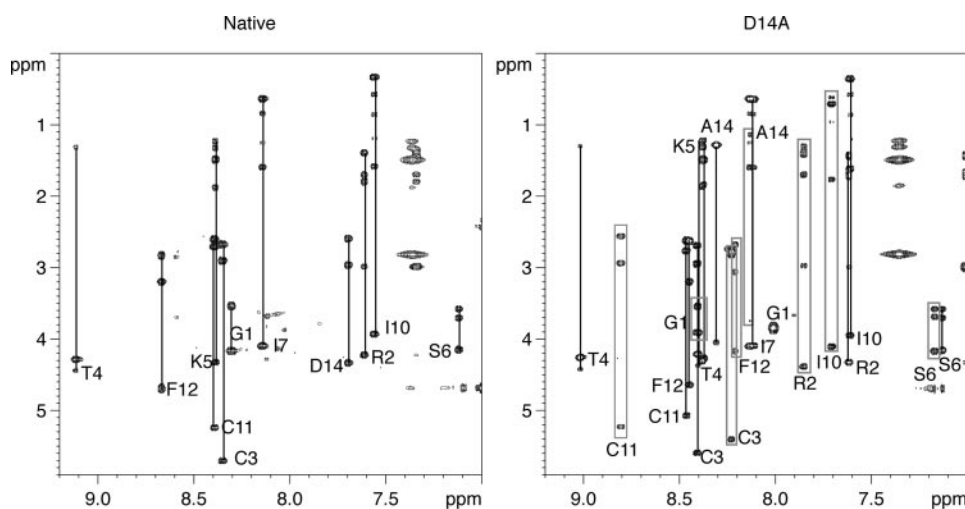 Native
D14A
ppm
1
2
3
4
5
T4
F12
K5
C11
C3
G1
I7
D14
R2
I10
S6
9.0
8.5
8.0
7.5
ppm
ppm
1
2
3
4
5
K5
A14
A14
G1
G1
T4
T4
F12
F12
C11
C11
C3
C3
I7
I10
I10
R2
R2
S6
S6
9.0
8.5
8.0
7.5
ppm